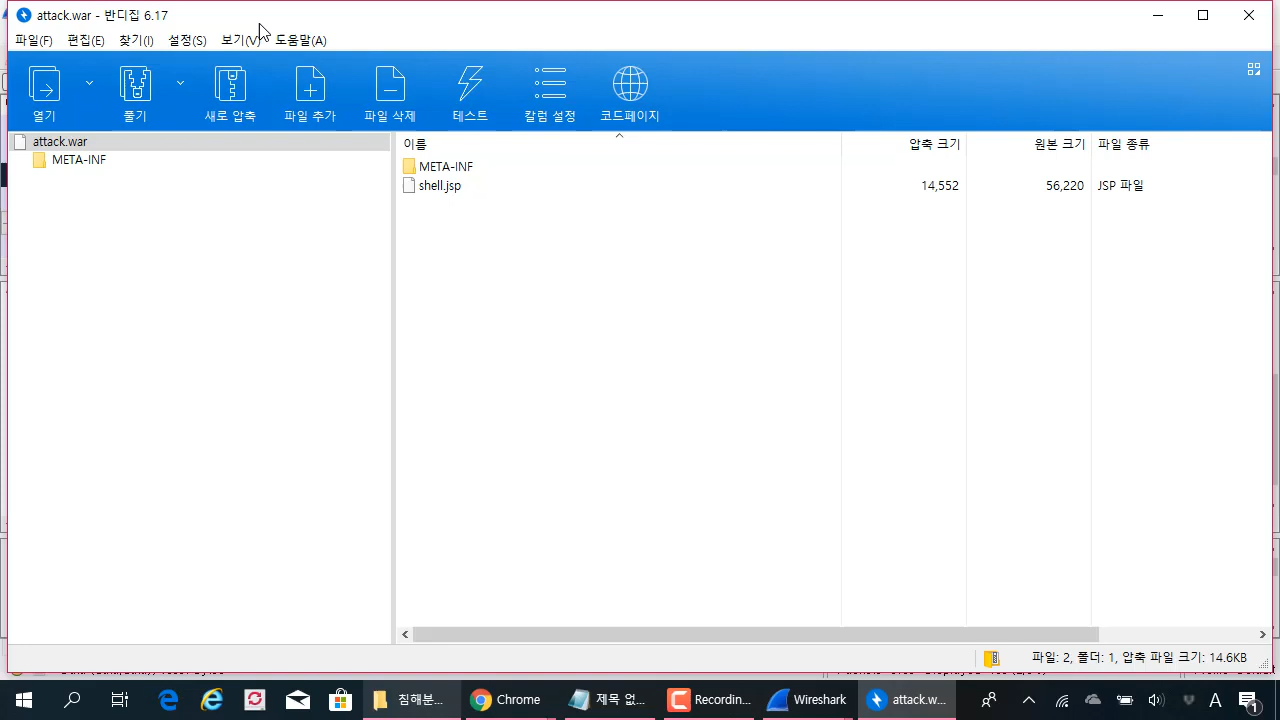 attack.war - 반디집 6.17
파일(F) 편집(E) 찾기(I) 설정(S) 보기(V) 도움말(A)
열기 풀기 새로 압축 파일 추가 파일 삭제 테스트 칼럼 설정 코드페이지
attack.war
META-INF
이름 압축 크기 원본 크기 파일 종류
META-INF
shell.jsp 14,552 56,220 JSP 파일
파일: 2, 폴더: 1, 압축 파일 크기: 14.6KB
침해분... Chrome 제목 없... Recordin... Wireshark attack.w... A 1